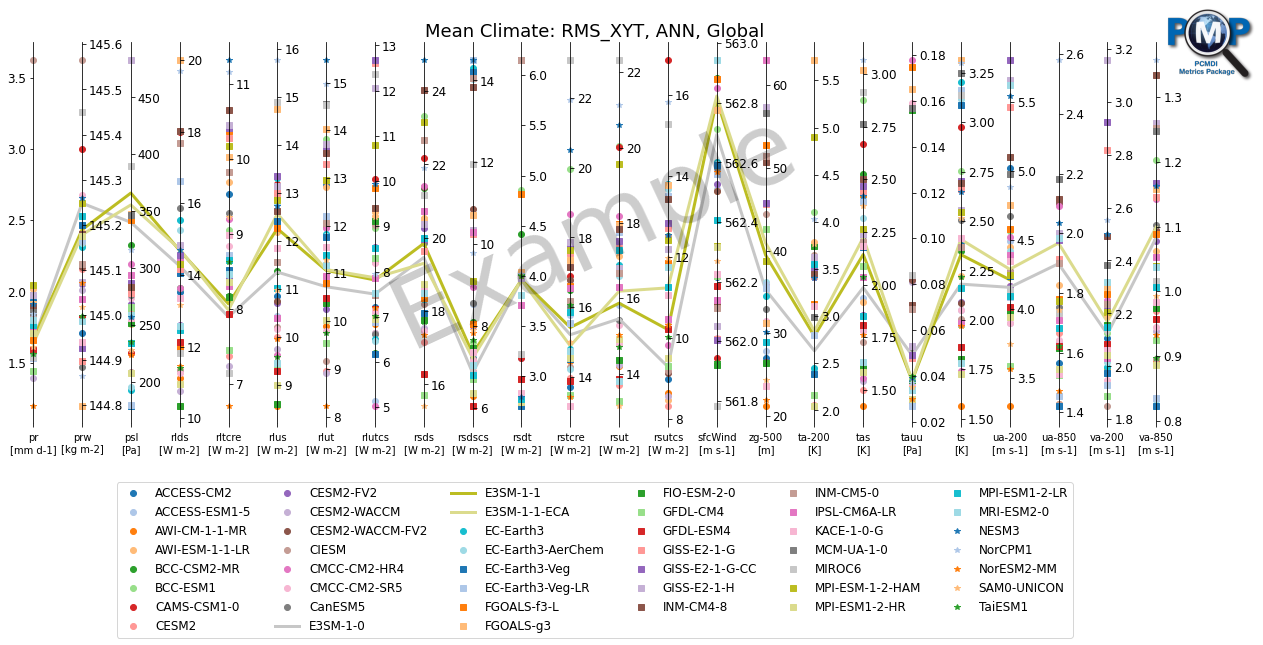 Mean Climate: RMS_XYT, ANN, Global
PMP
PCMDI
Metrics Package
Example
3.5 3.0 2.5 2.0 1.5
145.6 145.5 145.4 145.3 145.2 145.1 145.0 144.9 144.8
450 400 350 300 250 200
20 18 16 14 12 10
11 10 9 8 7
16 15 14 13 12 11 10 9
15 14 13 12 11 10 9 8
13 12 11 10 9 8 7 6 5
24 22 20 18 16
14 12 10 8 6
6.0 5.5 5.0 4.5 4.0 3.5 3.0
22 20 18 16 14
22 20 18 16 14
16 14 12 10 8
563.0 562.8 562.6 562.4 562.2 562.0 561.8
60 50 40 30 20
5.5 5.0 4.5 4.0 3.5 3.0 2.5 2.0
3.00 2.75 2.50 2.25 2.00 1.75 1.50
0.18 0.16 0.14 0.12 0.10 0.08 0.06 0.04 0.02
3.25 3.00 2.75 2.50 2.25 2.00 1.75 1.50
5.5 5.0 4.5 4.0 3.5
2.6 2.4 2.2 2.0 1.8 1.6 1.4
3.2 3.0 2.8 2.6 2.4 2.2 2.0 1.8
1.3 1.2 1.1 1.0 0.9 0.8
pr prw psl rlds rltcre rlus rlut rlutcs rsds rsdscs rsdt rstcre rsut rsutcs sfcWind zg-500 ta-200 tas tauu ts ua-200 ua-850 va-200 va-850
[mm d-1] [kg m-2] [Pa] [W m-2] [W m-2] [W m-2] [W m-2] [W m-2] [W m-2] [W m-2] [W m-2] [W m-2] [W m-2] [W m-2] [m s-1] [m] [K] [K] [Pa] [K] [m s-1] [m s-1] [m s-1] [m s-1]
ACCESS-CM2
ACCESS-ESM1-5
AWI-CM-1-1-MR
AWI-ESM-1-1-LR
BCC-CSM2-MR
BCC-ESM1
CAMS-CSM1-0
CESM2
CESM2-FV2
CESM2-WACCM
CESM2-WACCM-FV2
CIESM
CMCC-CM2-HR4
CMCC-CM2-SR5
CanESM5
E3SM-1-0
E3SM-1-1
E3SM-1-1-ECA
EC-Earth3
EC-Earth3-AerChem
EC-Earth3-Veg
EC-Earth3-Veg-LR
FGOALS-f3-L
FGOALS-g3
FIO-ESM-2-0
GFDL-CM4
GFDL-ESM4
GISS-E2-1-G
GISS-E2-1-G-CC
GISS-E2-1-H
INM-CM4-8
INM-CM5-0
IPSL-CM6A-LR
KACE-1-0-G
MCM-UA-1-0
MIROC6
MPI-ESM-1-2-HAM
MPI-ESM1-2-HR
MPI-ESM1-2-LR
MRI-ESM2-0
NESM3
NorCPM1
NorESM2-MM
SAM0-UNICON
TaiESM1